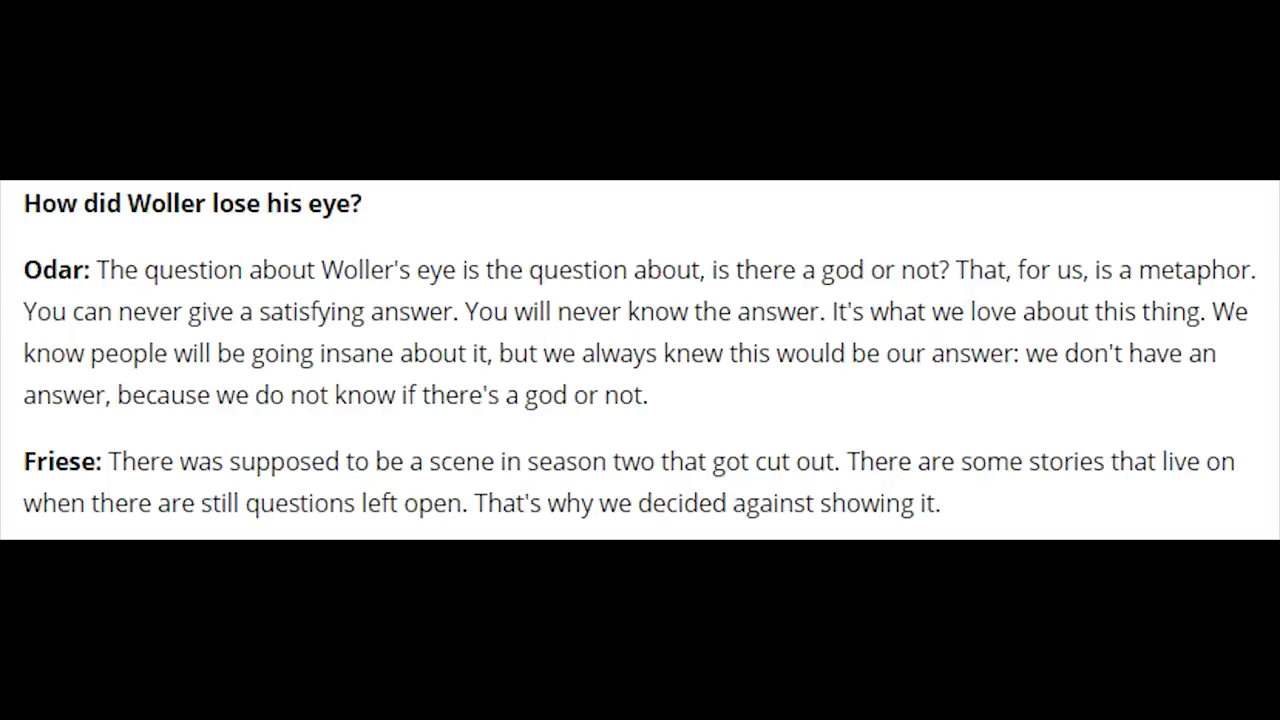 How did Woller lose his eye?
Odar: The question about Woller's eye is the question about, is there a god or not? That, for us, is a metaphor.
You can never give a satisfying answer. You will never know the answer. It's what we love about this thing. We
know people will be going insane about it, but we always knew this would be our answer: we don't have an
answer, because we do not know if there's a god or not.
Friese: There was supposed to be a scene in season two that got cut out. There are some stories that live on
when there are still questions left open. That's why we decided against showing it.